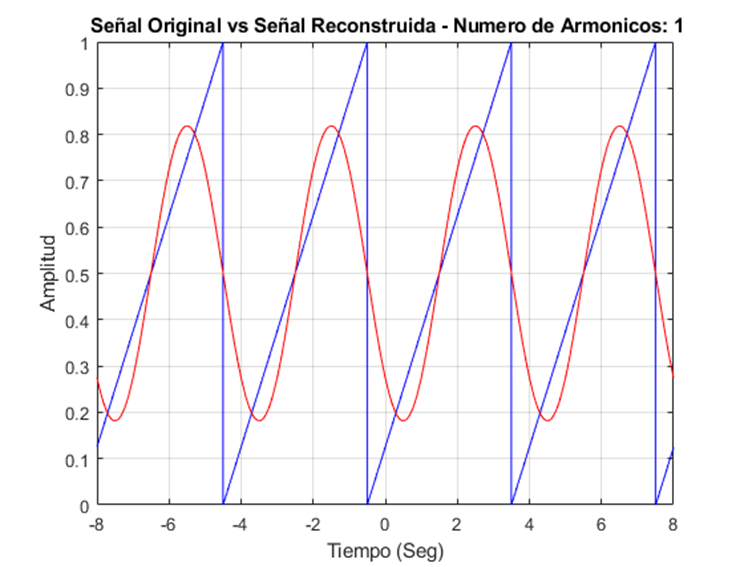 Señal Original vs Señal Reconstruida - Numero de Armonicos: 1
1
0.9
0.8
0.7
0.6
0.5
0.4
0.3
0.2
0.1
0
Amplitud
-8 -6 -4 -2 0 2 4 6 8
Tiempo (Seg)